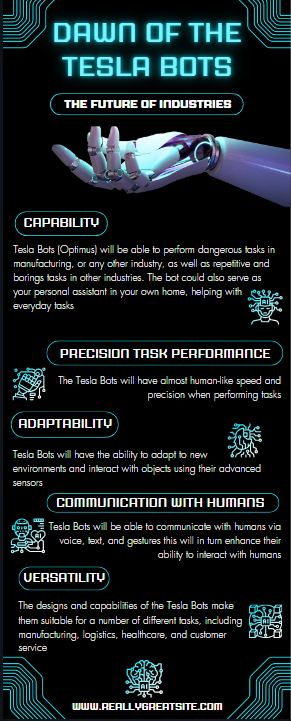 DAWN OF THE
TESLA BOTS
THE FUTURE OF INDUSTRIES
CAPABILITY
Tesla Bots (Optimus) will be able to perform dangerous tasks in
manufacturing, or any other industry, as well as repetitive and
borings tasks in other industries. The bot could also serve as
your personal assistant in your own home, helping with
everyday tasks
AI
PRECISION TASK PERFORMANCE
The Tesla Bots will have almost human-like speed and
precision when performing tasks
ADAPTABILITY
Tesla Bots will have the ability to adapt to new
environments and interact with objects using their advanced
sensors
COMMUNICATION WITH HUMANS
Tesla Bots will be able to communicate with humans via
voice, text, and gestures this will in turn enhance their
ability to interact with humans
VERSATILITY
The designs and capabilities of the Tesla Bots make
them suitable for a number of different tasks, including
manufacturing, logistics, healthcare, and customer
service
WWW.REALLYGREATSITE.COM